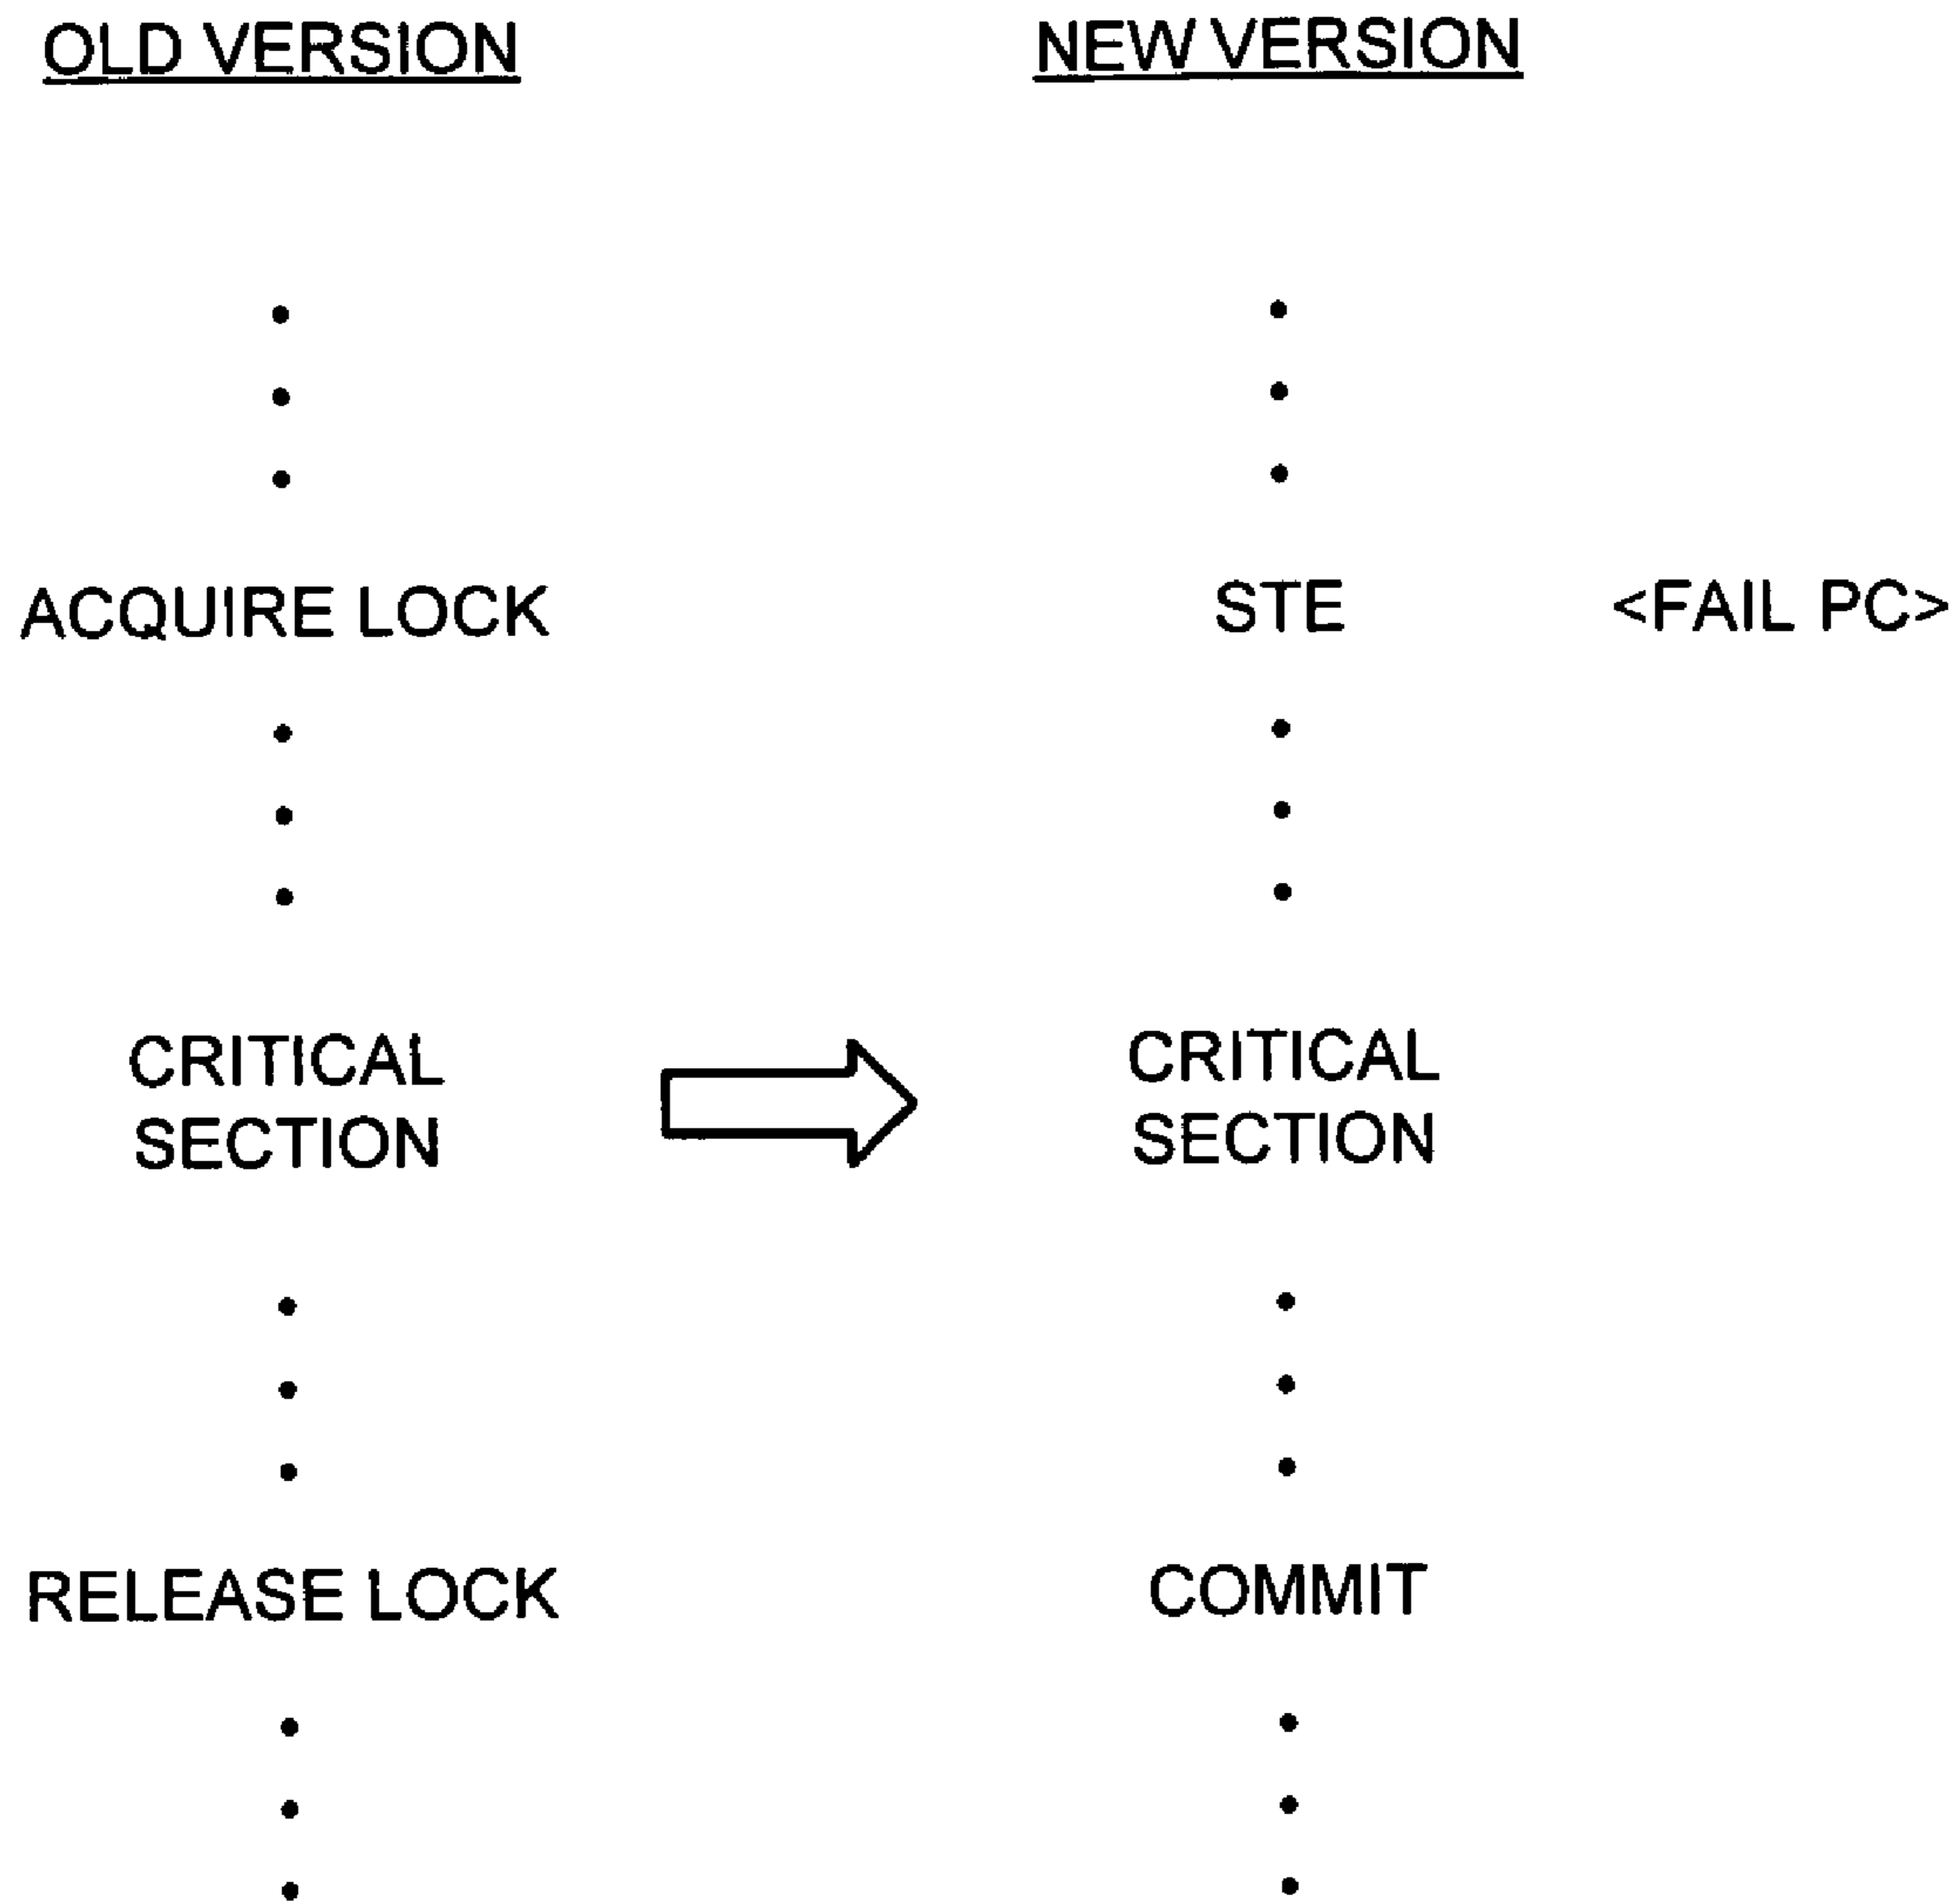 OLD VERSION
NEW VERSION
ACQUIRE LOCK
STE
<FAIL PC>
CRITICAL
SECTION
CRITICAL
SECTION
RELEASE LOCK
COMMIT